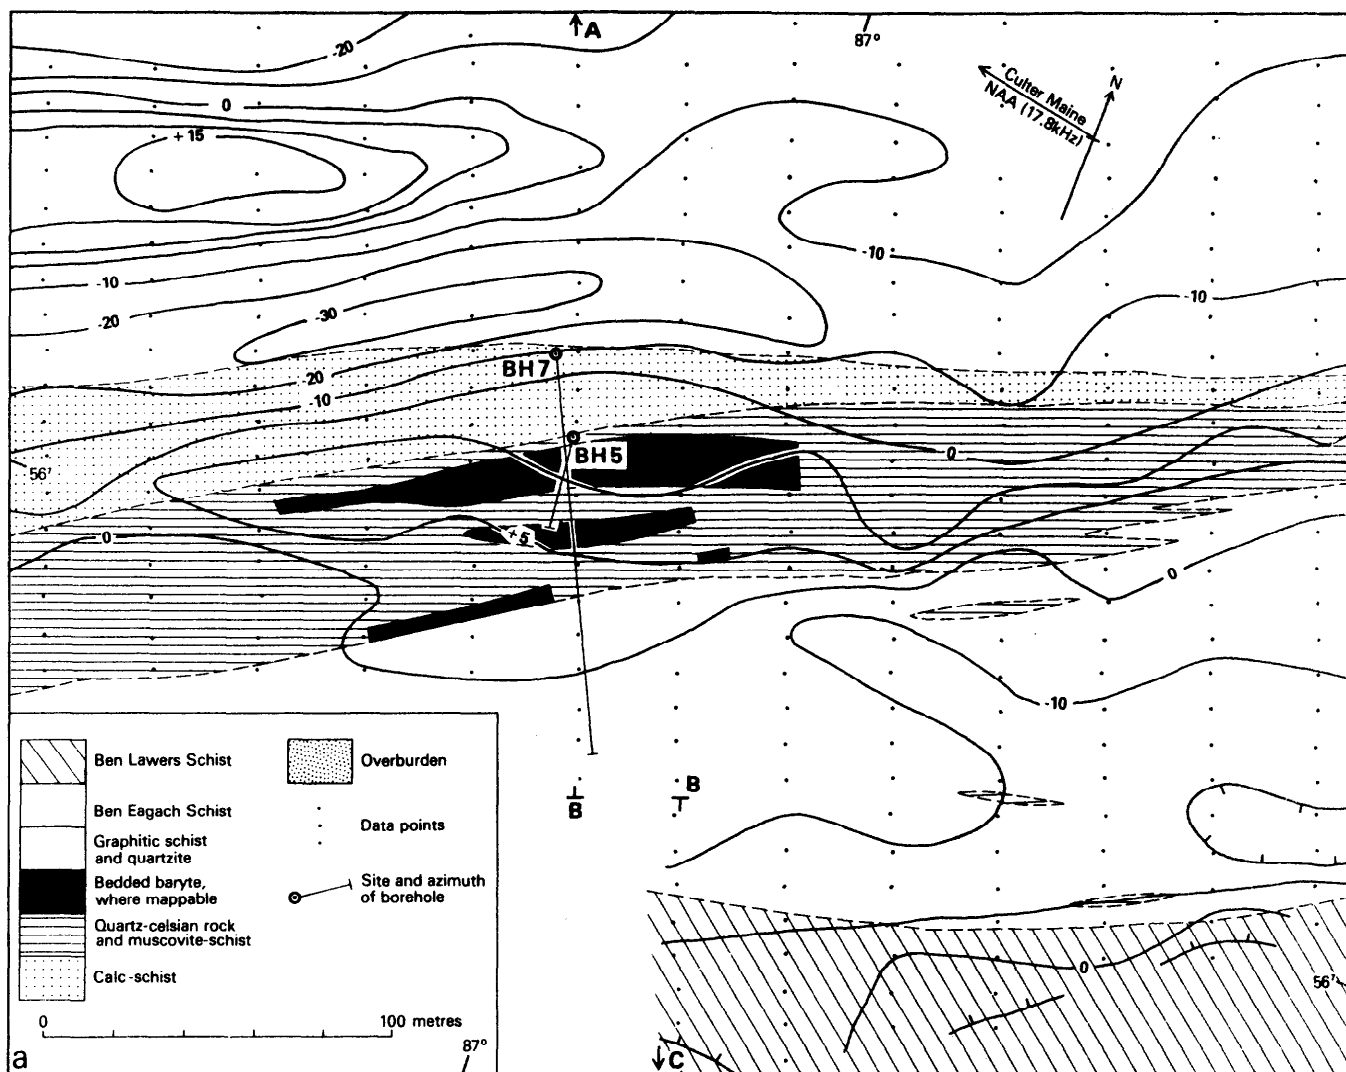 A
87°
-20
Culter Maine
NAA (17.8kHz)
N
0
+15
-10
-10
-10
-20
-30
BH7
-20
-10
BH5
0
56'
+5
0
0
-10
B
B
Ben Lawers Schist
Ben Eagach Schist
Graphitic schist
and quartzite
Bedded baryte,
where mappable
Quartz-celsian rock
and muscovite-schist
Calc-schist
Overburden
Data points
Site and azimuth
of borehole
0
56'
0 100 metres
87°
a
C